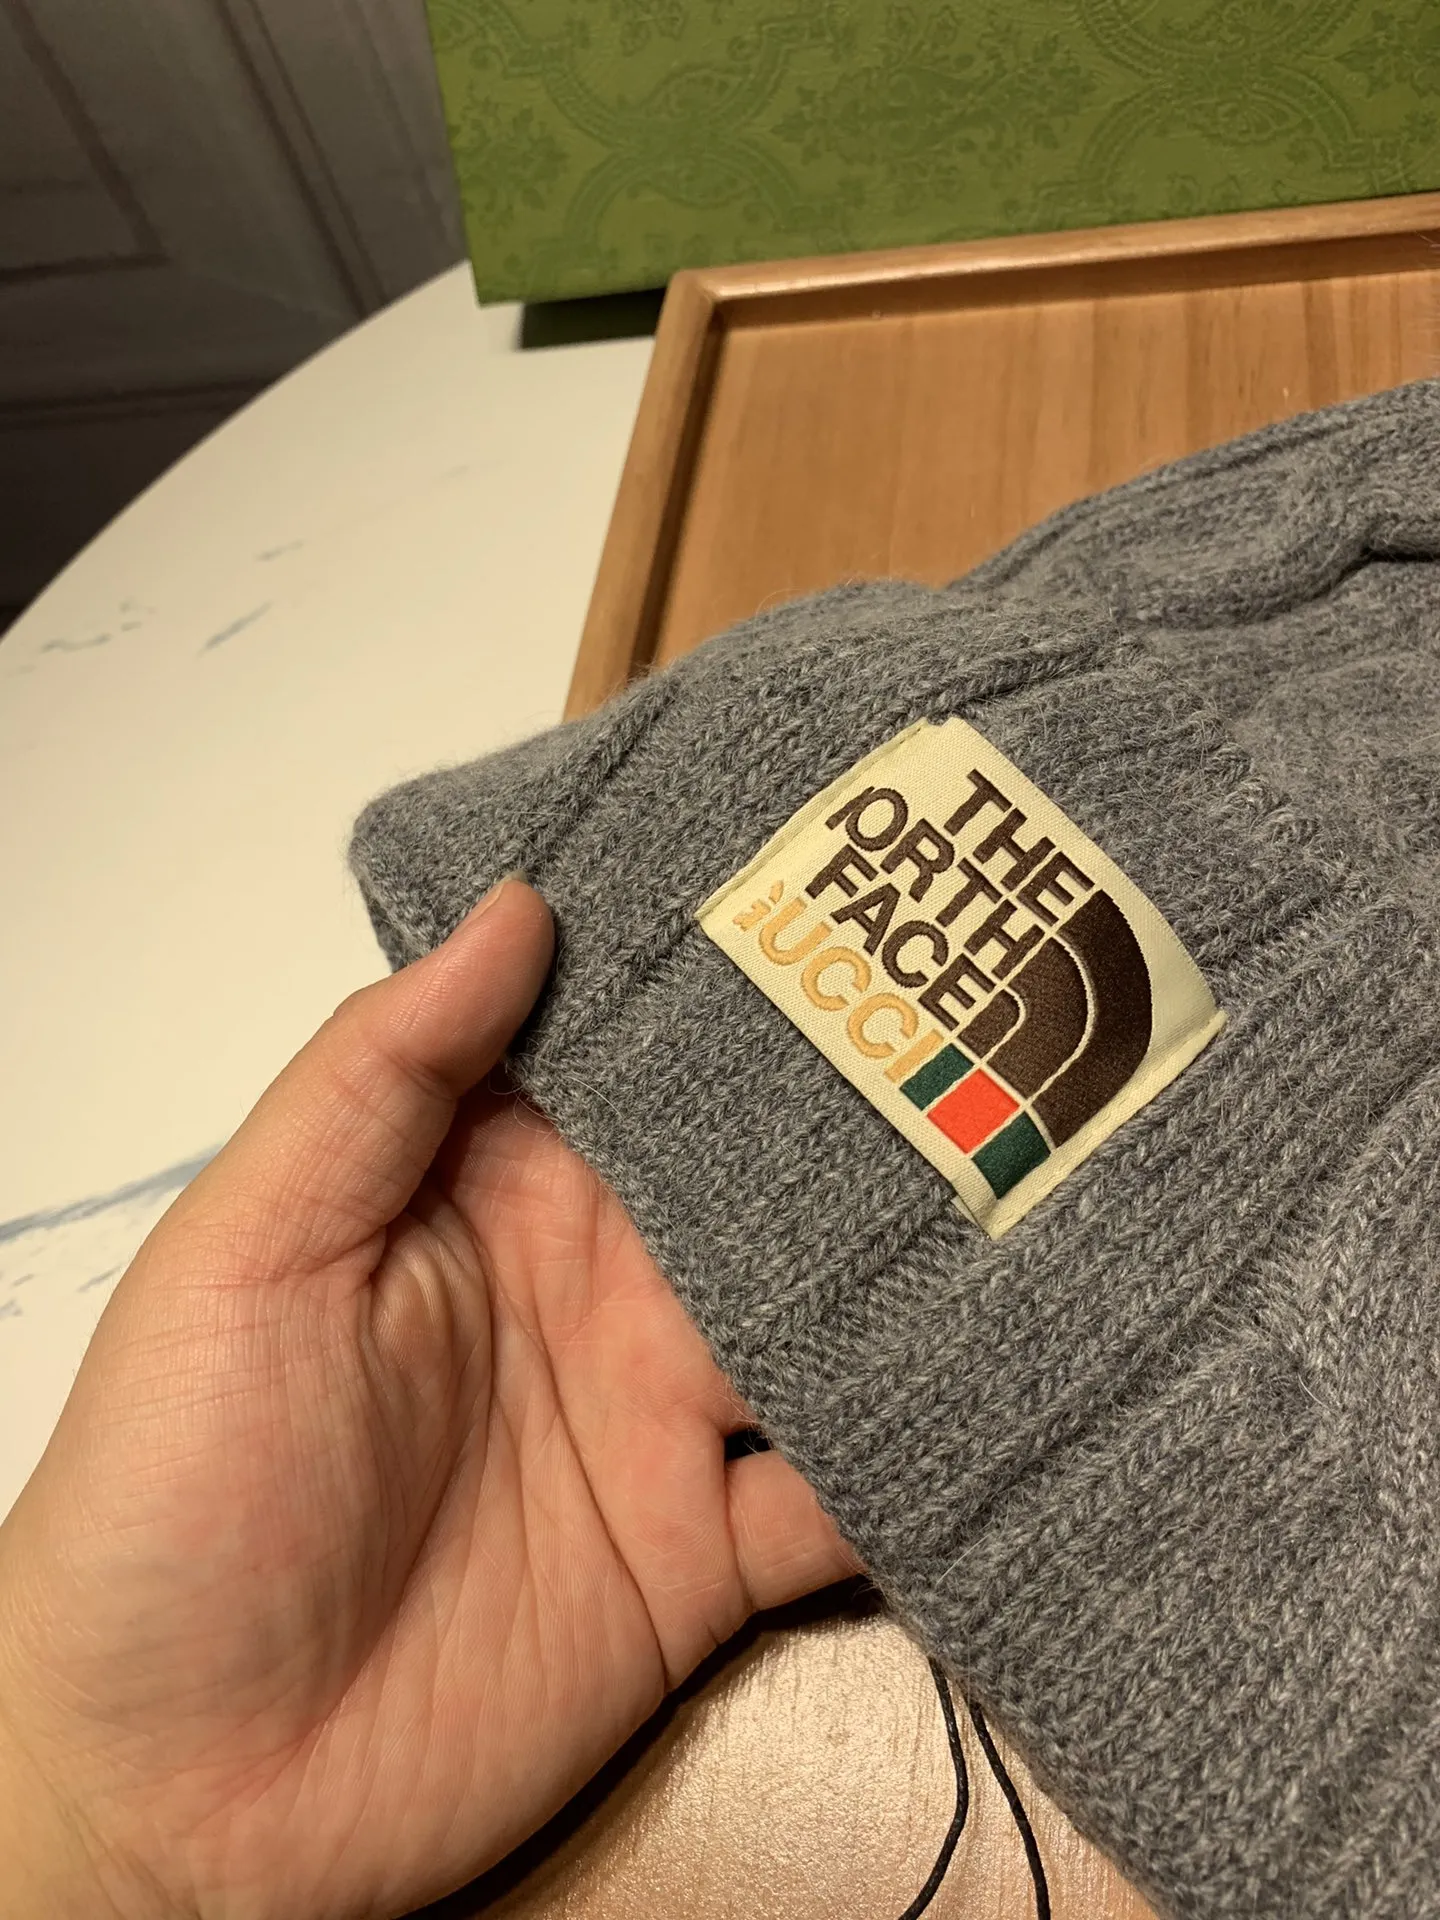 THE
ORTH
FACE
UCCI